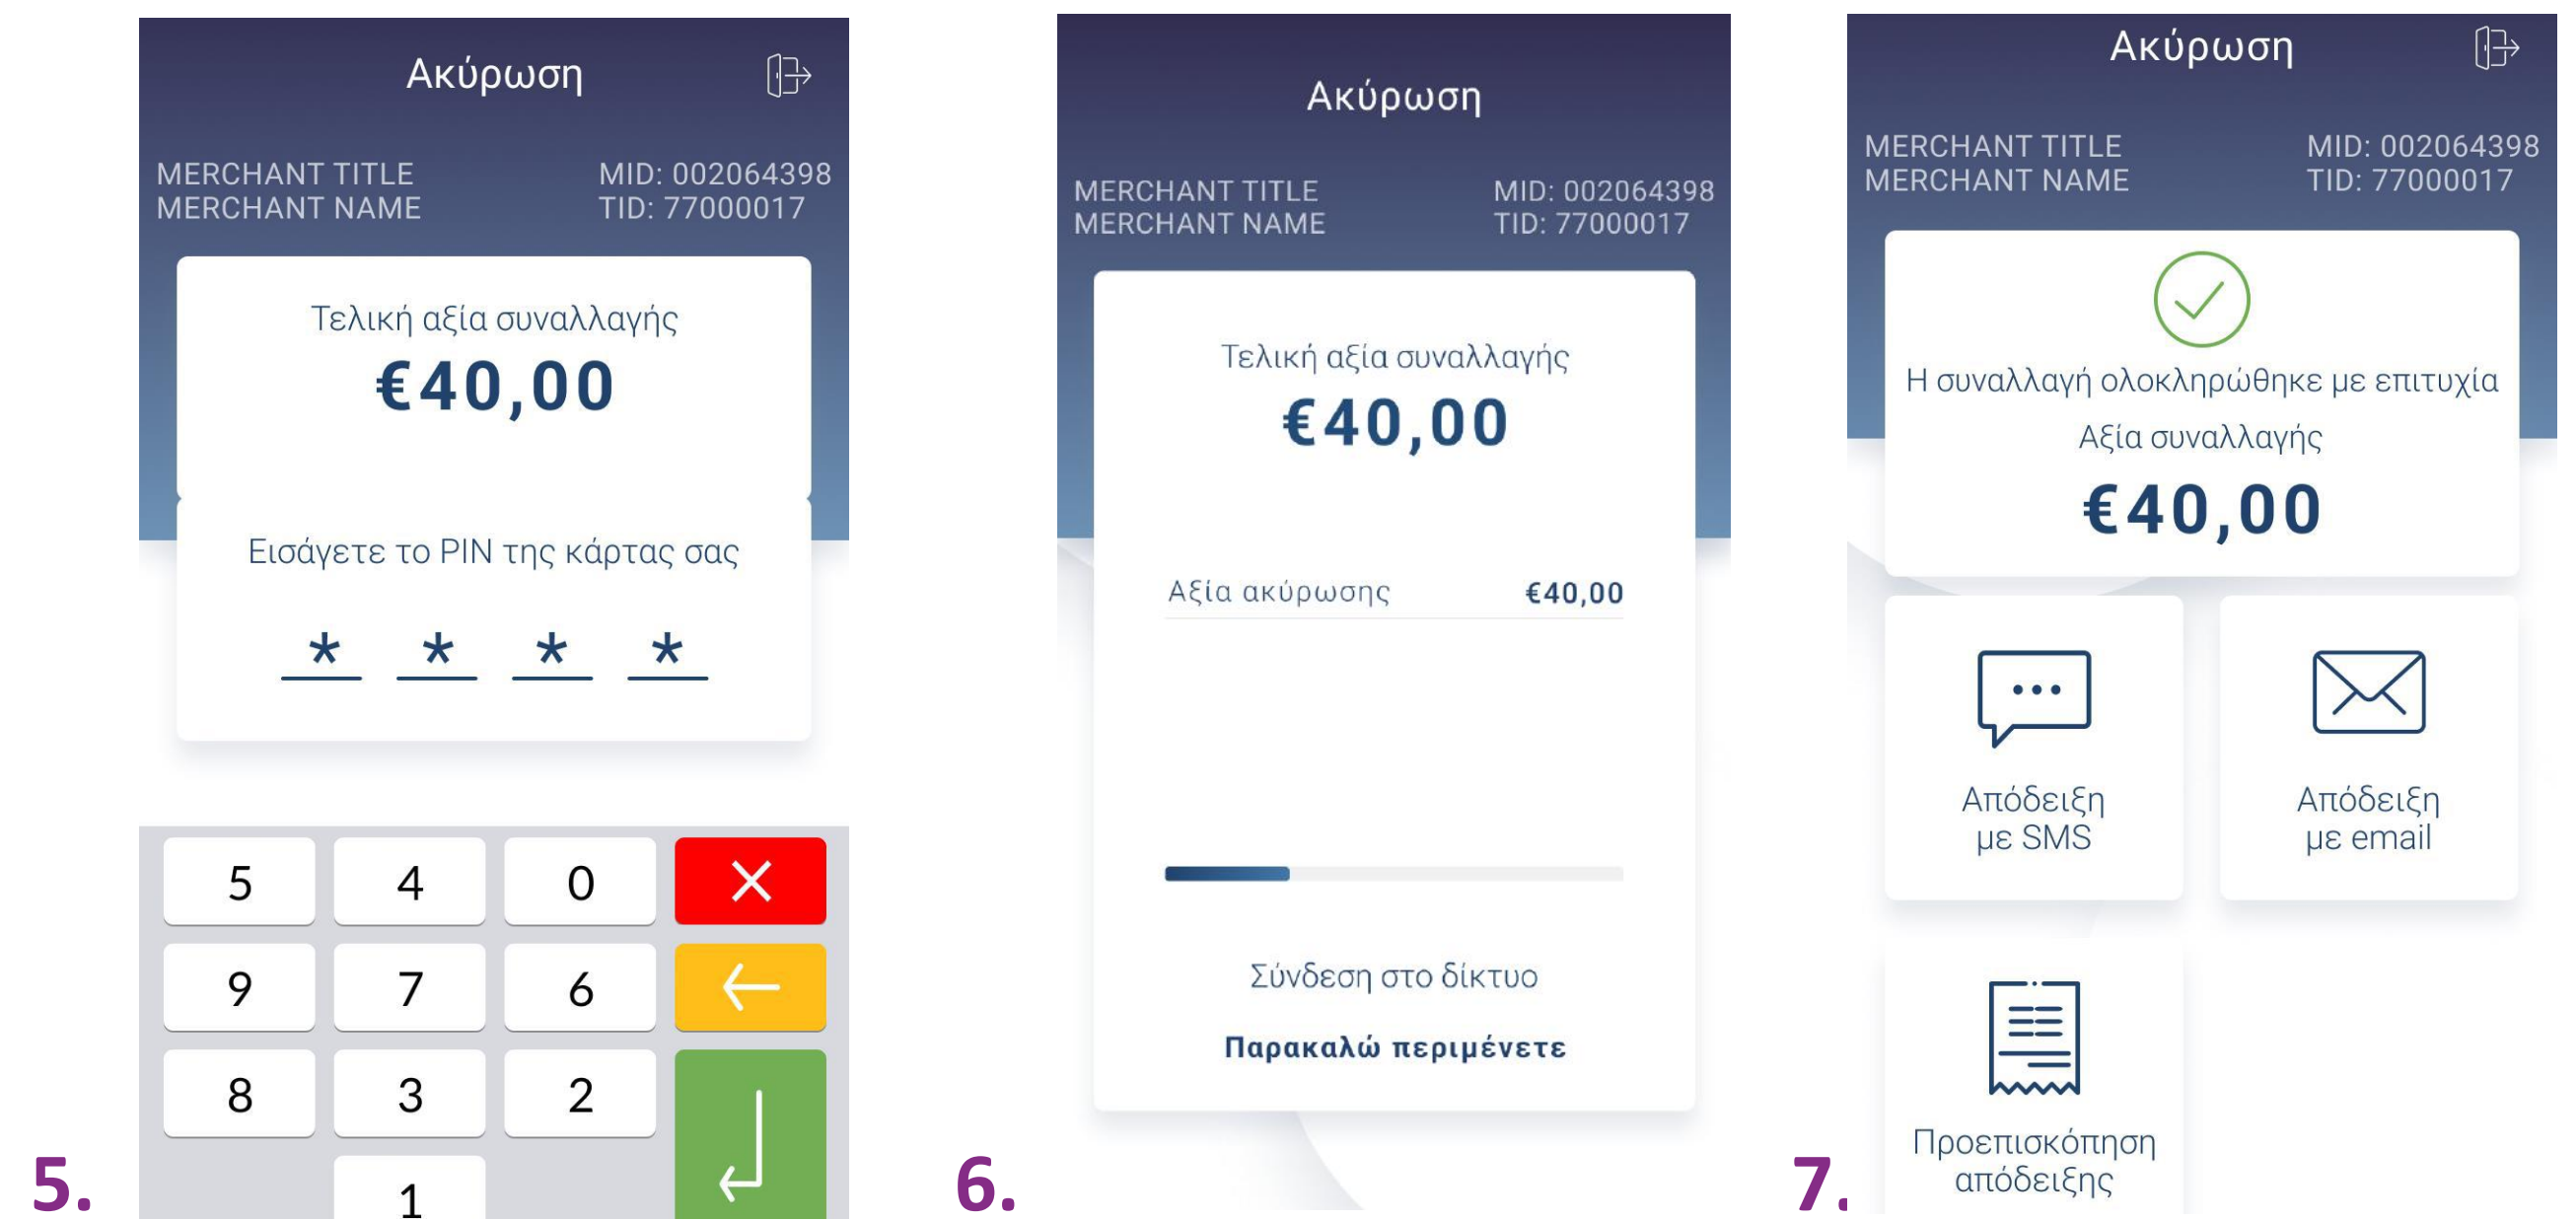 Ακύρωση
MERCHANT TITLE MID: 002064398
MERCHANT NAME TID: 77000017
Τελική αξία συναλλαγής
€40,00
Εισάγετε το PIN της κάρτας σας
* * * *
5 4 0
9 7 6
8 3 2
1
5.
Ακύρωση
MERCHANT TITLE MID: 002064398
MERCHANT NAME TID: 77000017
Τελική αξία συναλλαγής
€40,00
Αξία ακύρωσης €40,00
Σύνδεση στο δίκτυο
Παρακαλώ περιμένετε
6.
Ακύρωση
MERCHANT TITLE MID: 002064398
MERCHANT NAME TID: 77000017
Η συναλλαγή ολοκληρώθηκε με επιτυχία
Αξία συναλλαγής
€40,00
Απόδειξη
με SMS
Απόδειξη
με email
Προεπισκόπηση
απόδειξης
7.